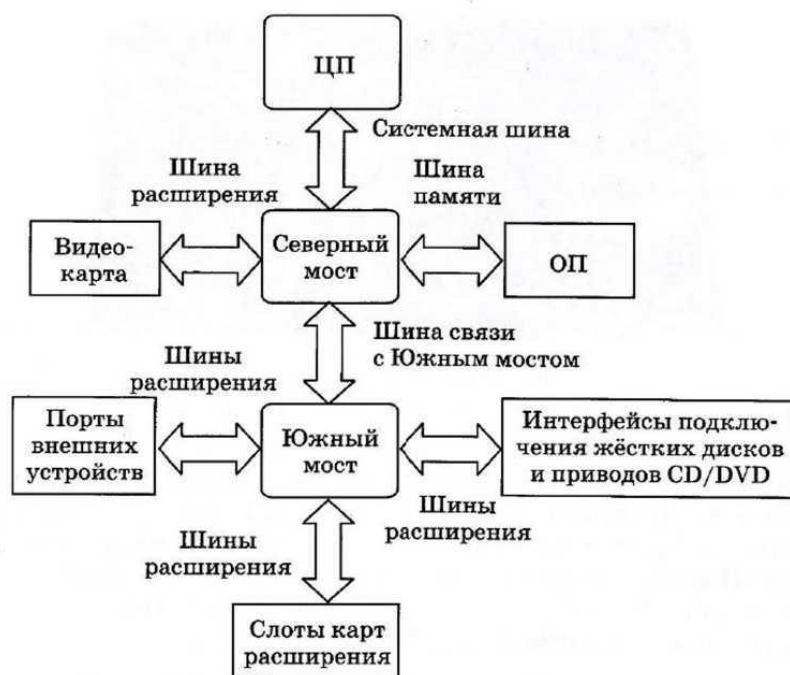 ЦП
Системная шина
Шина
расширения
Шина
памяти
Видео-
карта
Северный
мост
ОП
Шина связи
с Южным мостом
Шины
расширения
Порты
внешних
устройств
Южный
мост
Интерфейсы подклю-
чения жёстких дисков
и приводов CD/DVD
Шины
расширения
Шины
расширения
Слоты карт
расширения